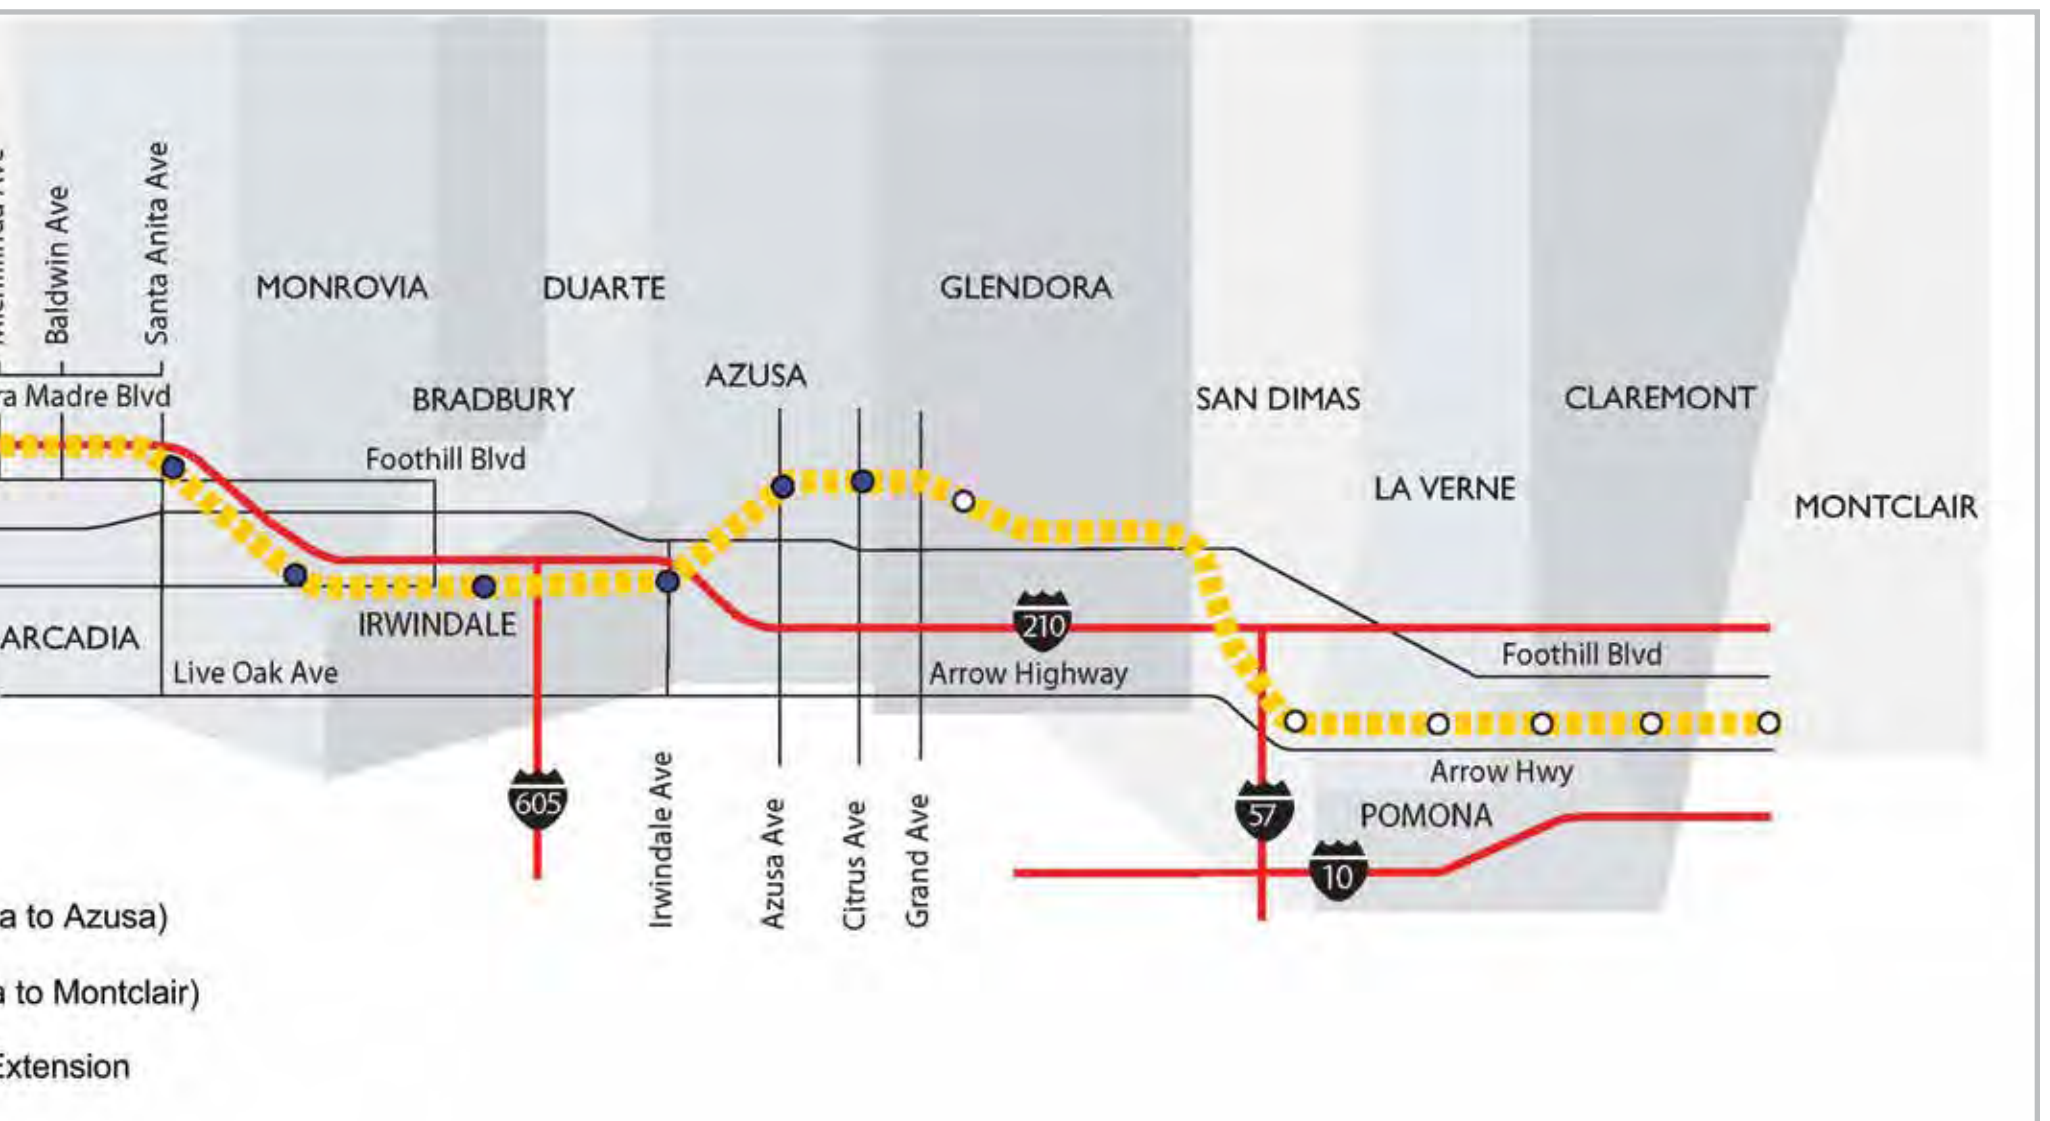 Baldwin Ave
Santa Anita Ave
MONROVIA
DUARTE
GLENDORA
AZUSA
Madre Blvd
BRADBURY
SAN DIMAS
CLAREMONT
Foothill Blvd
LA VERNE
MONTCLAIR
IRWINDALE
210
ARCADIA
Foothill Blvd
Live Oak Ave
Arrow Highway
Arrow Hwy
605
57
POMONA
Irwindale Ave
Azusa Ave
Citrus Ave
Grand Ave
10
a to Azusa)
to Montclair)
Extension